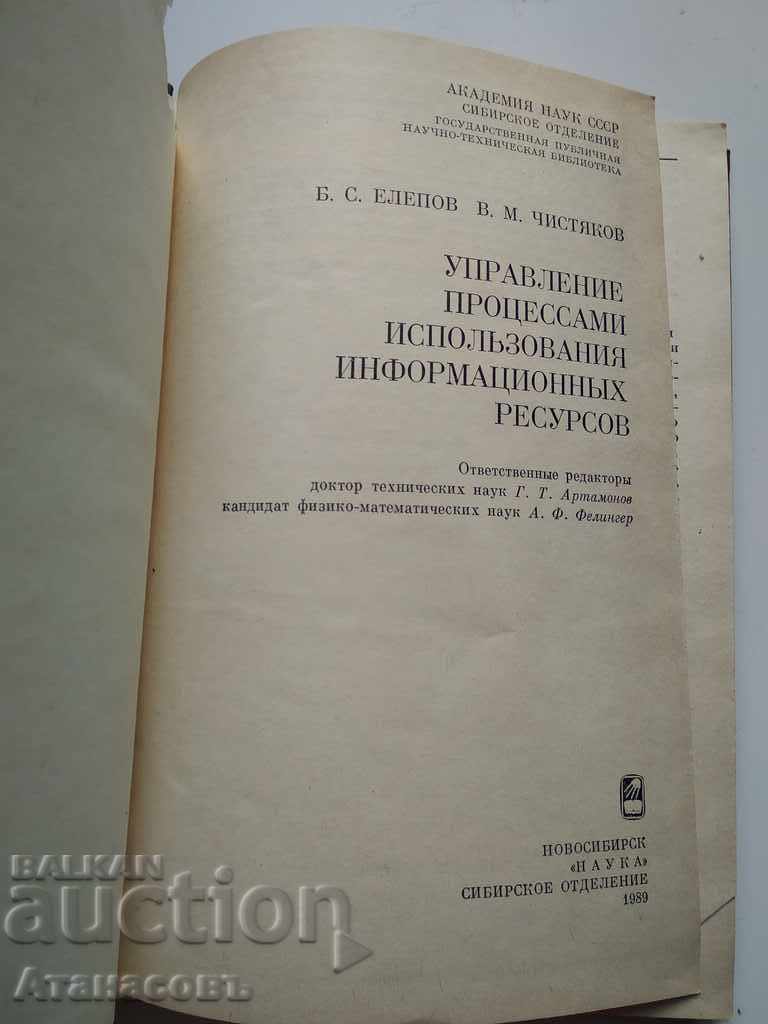 АКАДЕМИЯ НАУК СССР
СИБИРСКОЕ ОТДЕЛЕНИЕ
ГОСУДАРСТВЕННАЯ ПУБЛИЧНАЯ
НАУЧНО-ТЕХНИЧЕСКАЯ БИБЛИОТЕКА
Б. С. ЕЛЕПОВ В. М. ЧИСТЯКОВ
УПРАВЛЕНИЕ
ПРОЦЕССАМИ
ИСПОЛЬЗОВАНИЯ
ИНФОРМАЦИОННЫХ
РЕСУРСОВ
Ответственные редакторы
доктор технических наук Г. Т. Артамонов
кандидат физико-математических наук А. Ф. Фелингер
НОВОСИБИРСК
«НАУКА»
СИБИРСКОЕ ОТДЕЛЕНИЕ
1989
BALKAN
auction
Атанасовъ